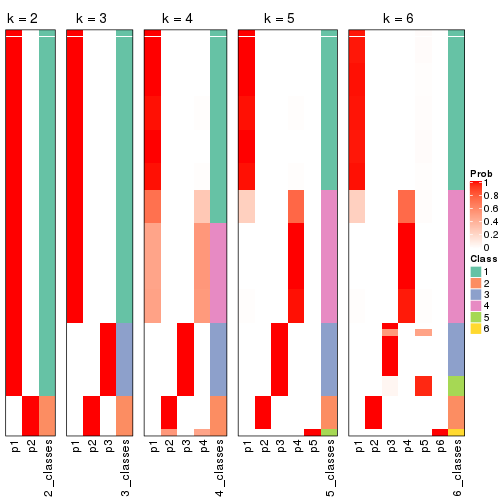 k = 2
k = 3
k = 4
k = 5
k = 6
p1
p2
2_classes
p1
p2
p3
3_classes
p1
p2
p3
p4
4_classes
p1
p2
p3
p4
p5
5_classes
p1
p2
p3
p4
p5
p6
6_classes
Prob
1
0.8
0.6
0.4
0.2
0
Class
1
2
3
4
5
6